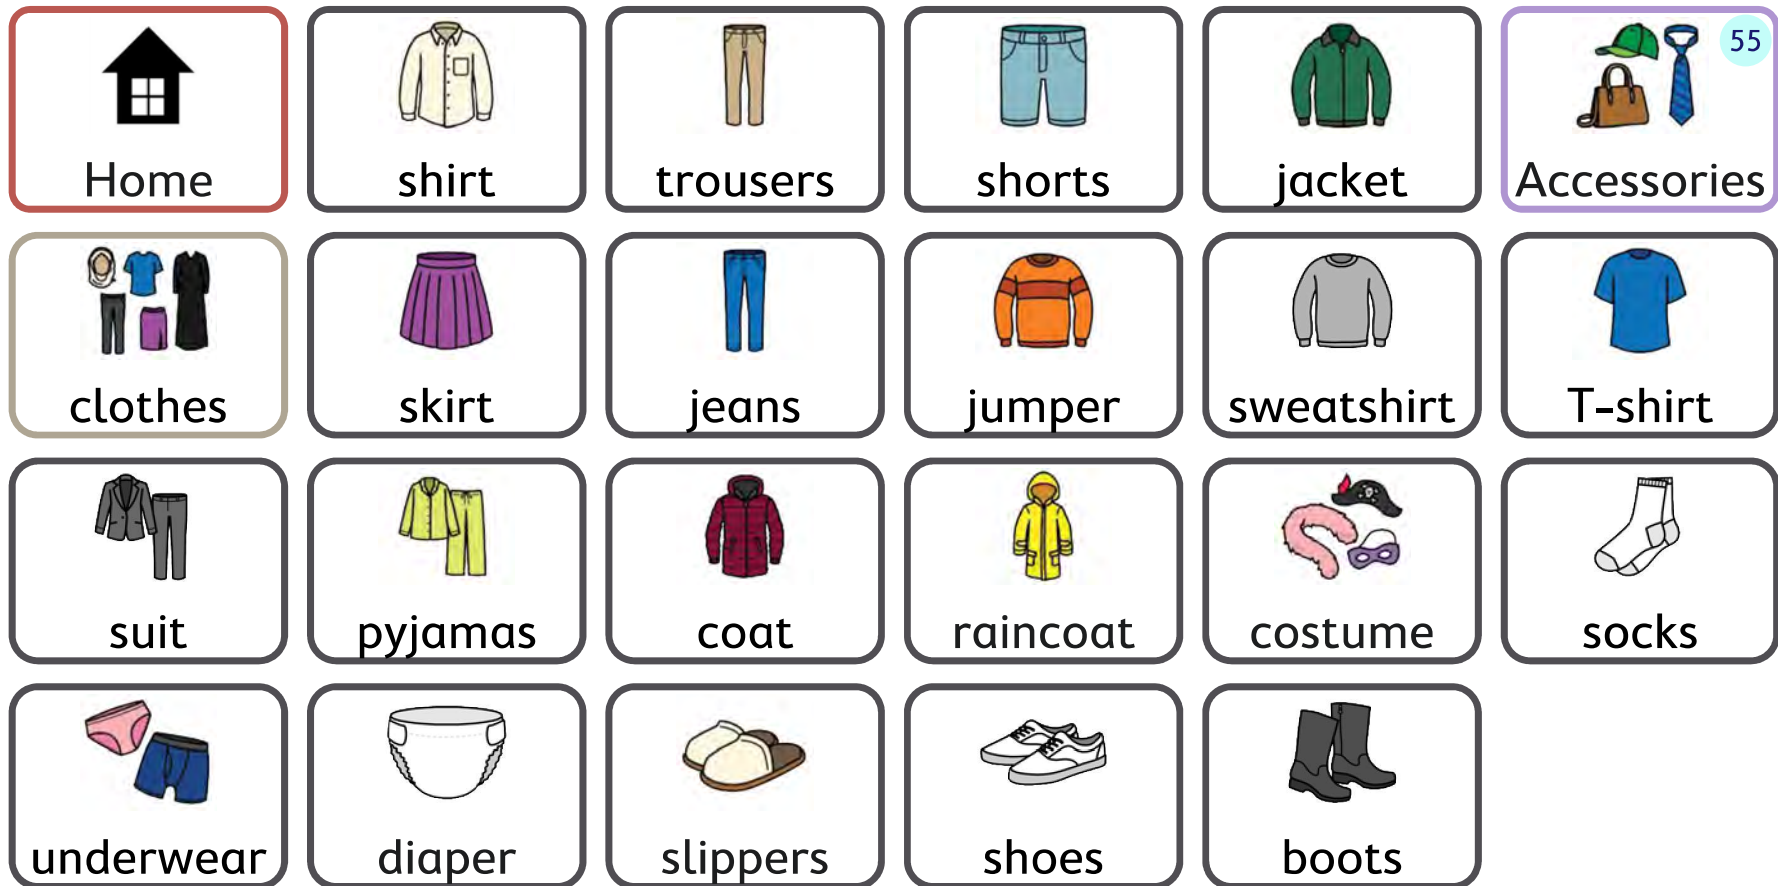 55
Home shirt trousers shorts jacket Accessories
clothes skirt jeans jumper sweatshirt T-shirt
suit pyjamas coat raincoat costume socks
underwear diaper slippers shoes boots